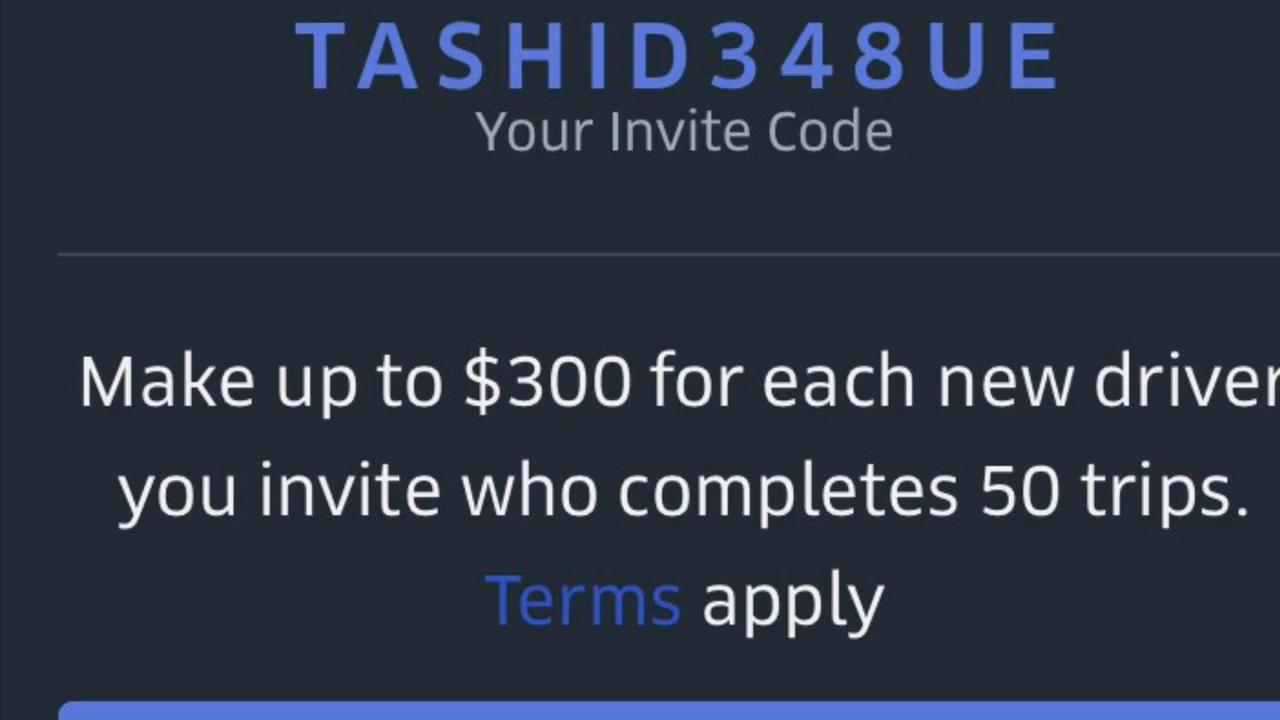 TASHID348UE
Your Invite Code
Make up to $300 for each new driver
you invite who completes 50 trips.
Terms apply